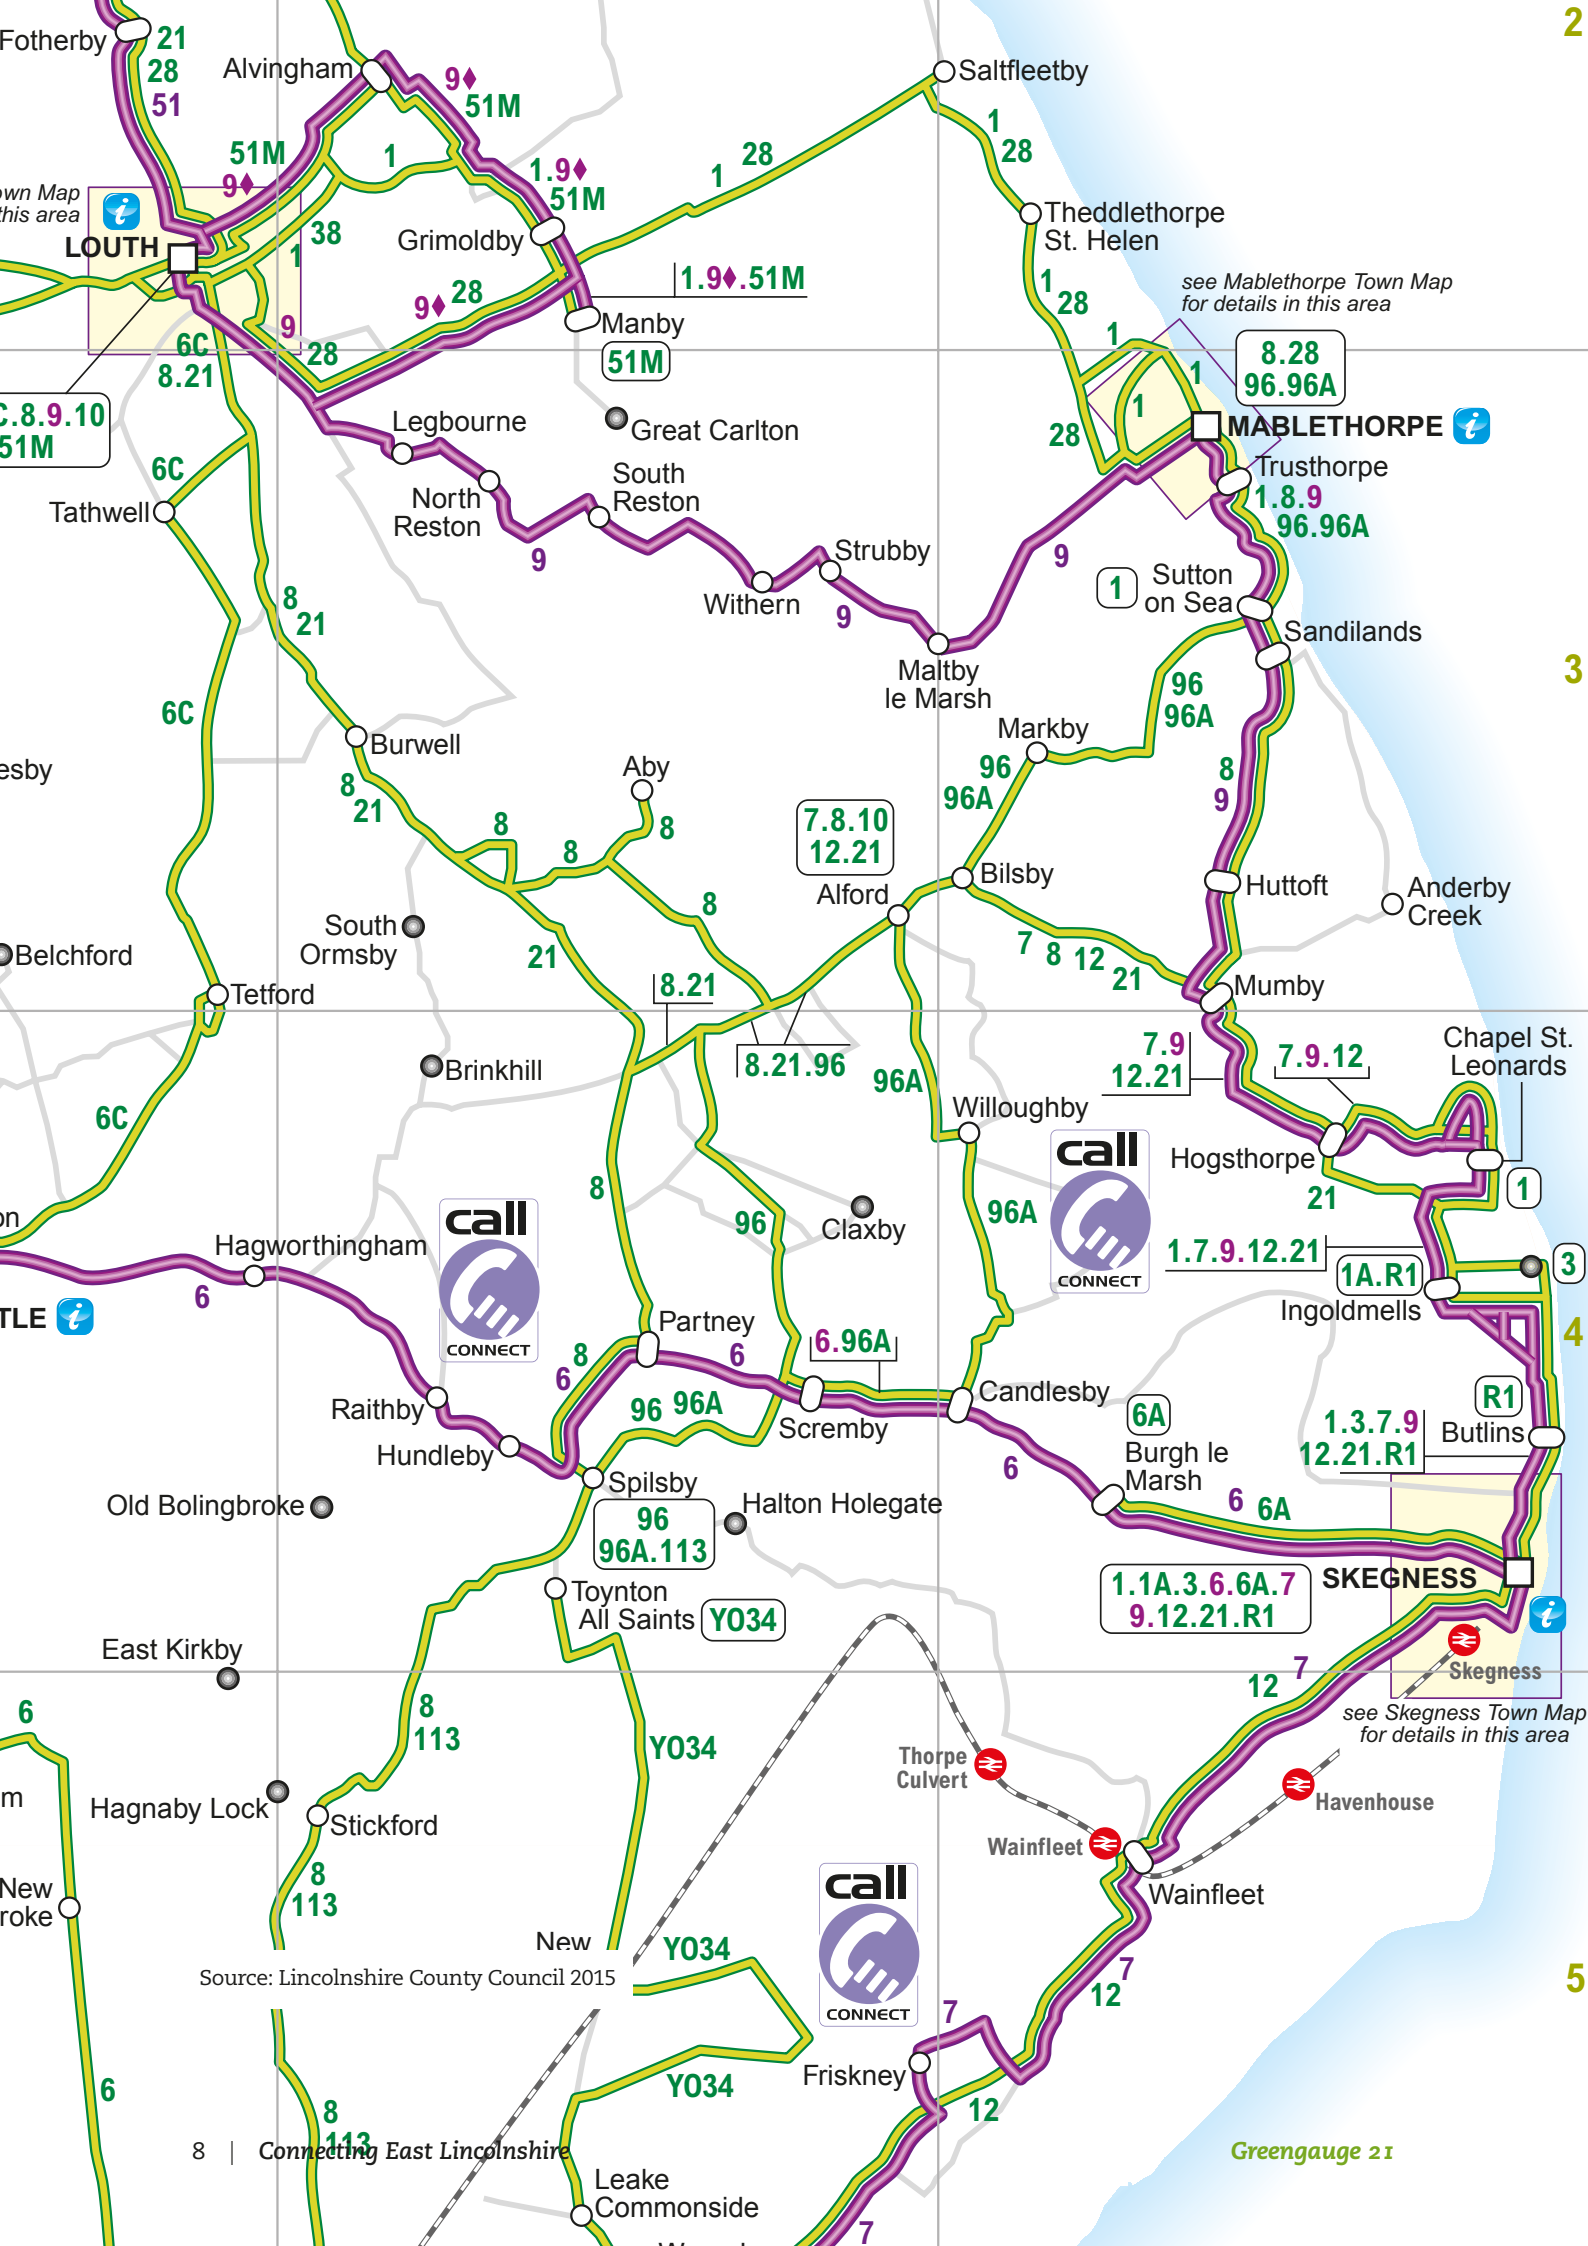 2
Fotherby
21
28
51
Alvingham
9♦
51M
Saltfleetby
1
28
51M
9♦
1
1.9♦
51M
28
1
own Map
this area
LOUTH
38
1
Grimoldby
Theddlethorpe
St. Helen
1
28
see Mablethorpe Town Map
for details in this area
9♦ 28
1.9♦.51M
Manby
51M
9
28
6C
8.21
1
1
1
8.28
96.96A
C.8.9.10
51M
Legbourne
Great Carlton
28
MABLETHORPE
Trusthorpe
1.8.9
96.96A
6C
Tathwell
North
Reston
South
Reston
9
Strubby
Withern
9
9
1
Sutton
on Sea
Sandilands
8
21
Maltby
le Marsh
3
96
96A
6C
Burwell
Markby
esby
Aby
96
96A
8
9
8
21
8
8
8
7.8.10
12.21
Alford
Bilsby
Huttoft
Anderby
Creek
South
Ormsby
8
21
7 8 12
21
Belchford
Tetford
8.21
Mumby
Chapel St.
Leonards
Brinkhill
8.21.96
96A
7.9
12.21
7.9.12
6C
Willoughby
call
CONNECT
Hogsthorpe
8
21
1
on
call
CONNECT
96
Claxby
96A
Hagworthingham
1.7.9.12.21
1A.R1
3
6
TLE
Ingoldmells
4
Partney
8
6
6
6.96A
Raithby
Candlesby
R1
96 96A
Scremby
6A
1.3.7.9
12.21.R1
Butlins
Hundleby
Burgh le
Marsh
6
Spilsby
Old Bolingbroke
96
96A.113
Halton Holegate
6 6A
Toynton
All Saints
YO34
1.1A.3.6.6A.7
9.12.21.R1
SKEGNESS
East Kirkby
Skegness
7
12
see Skegness Town Map
for details in this area
6
8
113
YO34
Thorpe
Culvert
Havenhouse
m
Hagnaby Lock
Stickford
Wainfleet
8
113
call
CONNECT
Wainfleet
New
roke
New
YO34
Source: Lincolnshire County Council 2015
7
12
5
7
Friskney
6
YO34
12
8
113
8 | Connecting East Lincolnshire
Greengauge 21
Leake
Commonside
7